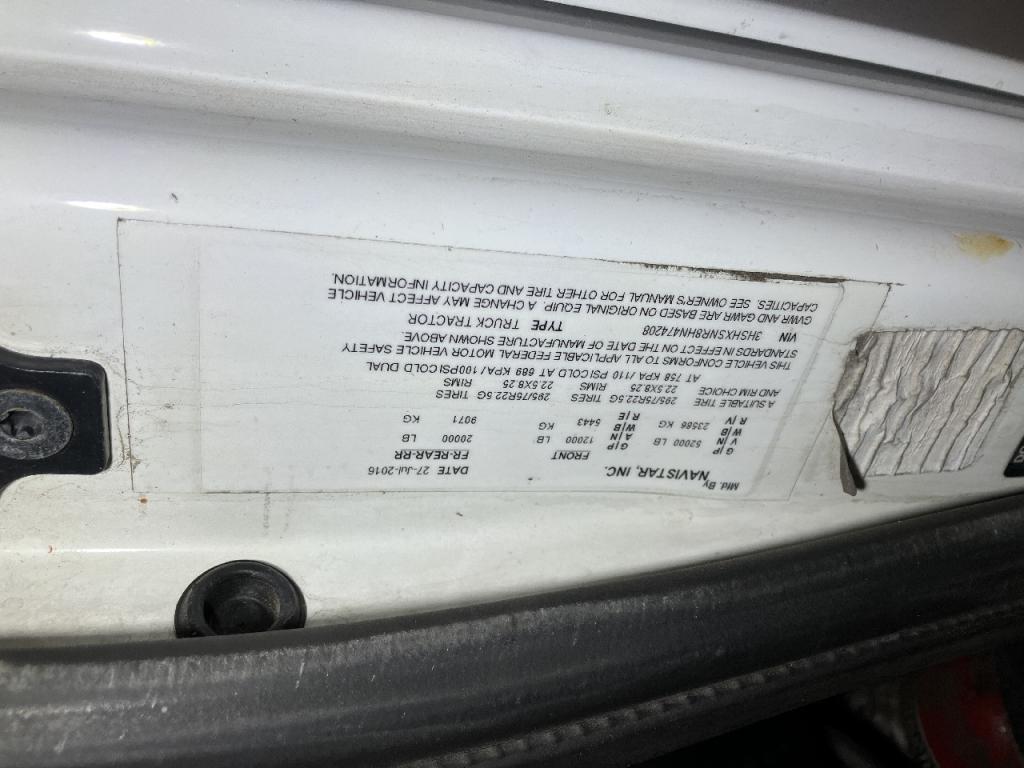 Mfd. By
NAVISTAR, INC.
DATE 27-Jul-2016
FRONT FR-REAR-RR
G/P V/N W/B R/V 52000 LB 23586 KG
G/P A/N W/B R/E 12000 LB 5443 KG
20000 LB 9071 KG
A SUITABLE TIRE 295/75R22.5G TIRES 295/75R22.5G TIRES
AND RIM CHOICE 22.5X8.25 RIMS 22.5X8.25 RIMS
AT 758 KPA /110 PSI COLD AT 689 KPA / 100PSI COLD DUAL
THIS VEHICLE CONFORMS TO ALL APPLICABLE FEDERAL MOTOR VEHICLE SAFETY
STANDARDS IN EFFECT ON THE DATE OF MANUFACTURE SHOWN ABOVE.
VIN 3HSHXSNR8HN474208 TYPE TRUCK TRACTOR
GVWR AND GAWR ARE BASED ON ORIGINAL EQUIP. A CHANGE MAY AFFECT VEHICLE
CAPACITIES. SEE OWNER'S MANUAL FOR OTHER TIRE AND CAPACITY INFORMATION.